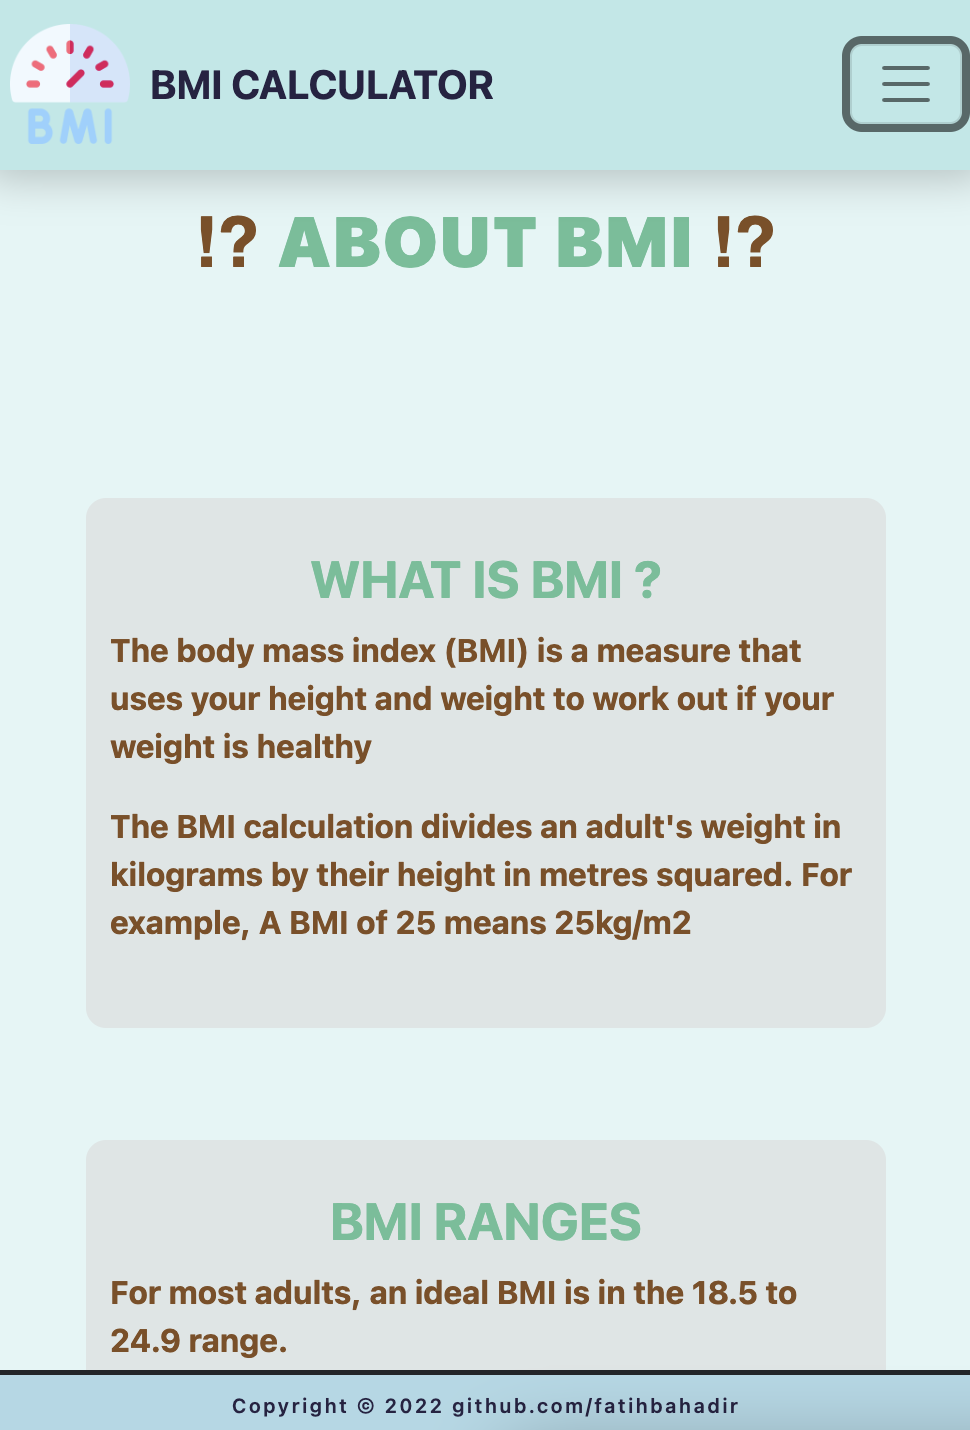 BMI
BMI CALCULATOR
!? ABOUT BMI !?
WHAT IS BMI ?
The body mass index (BMI) is a measure that
uses your height and weight to work out if your
weight is healthy
The BMI calculation divides an adult's weight in
kilograms by their height in metres squared. For
example, A BMI of 25 means 25kg/m2
BMI RANGES
For most adults, an ideal BMI is in the 18.5 to
24.9 range.
Copyright © 2022 github.com/fatihbahadir